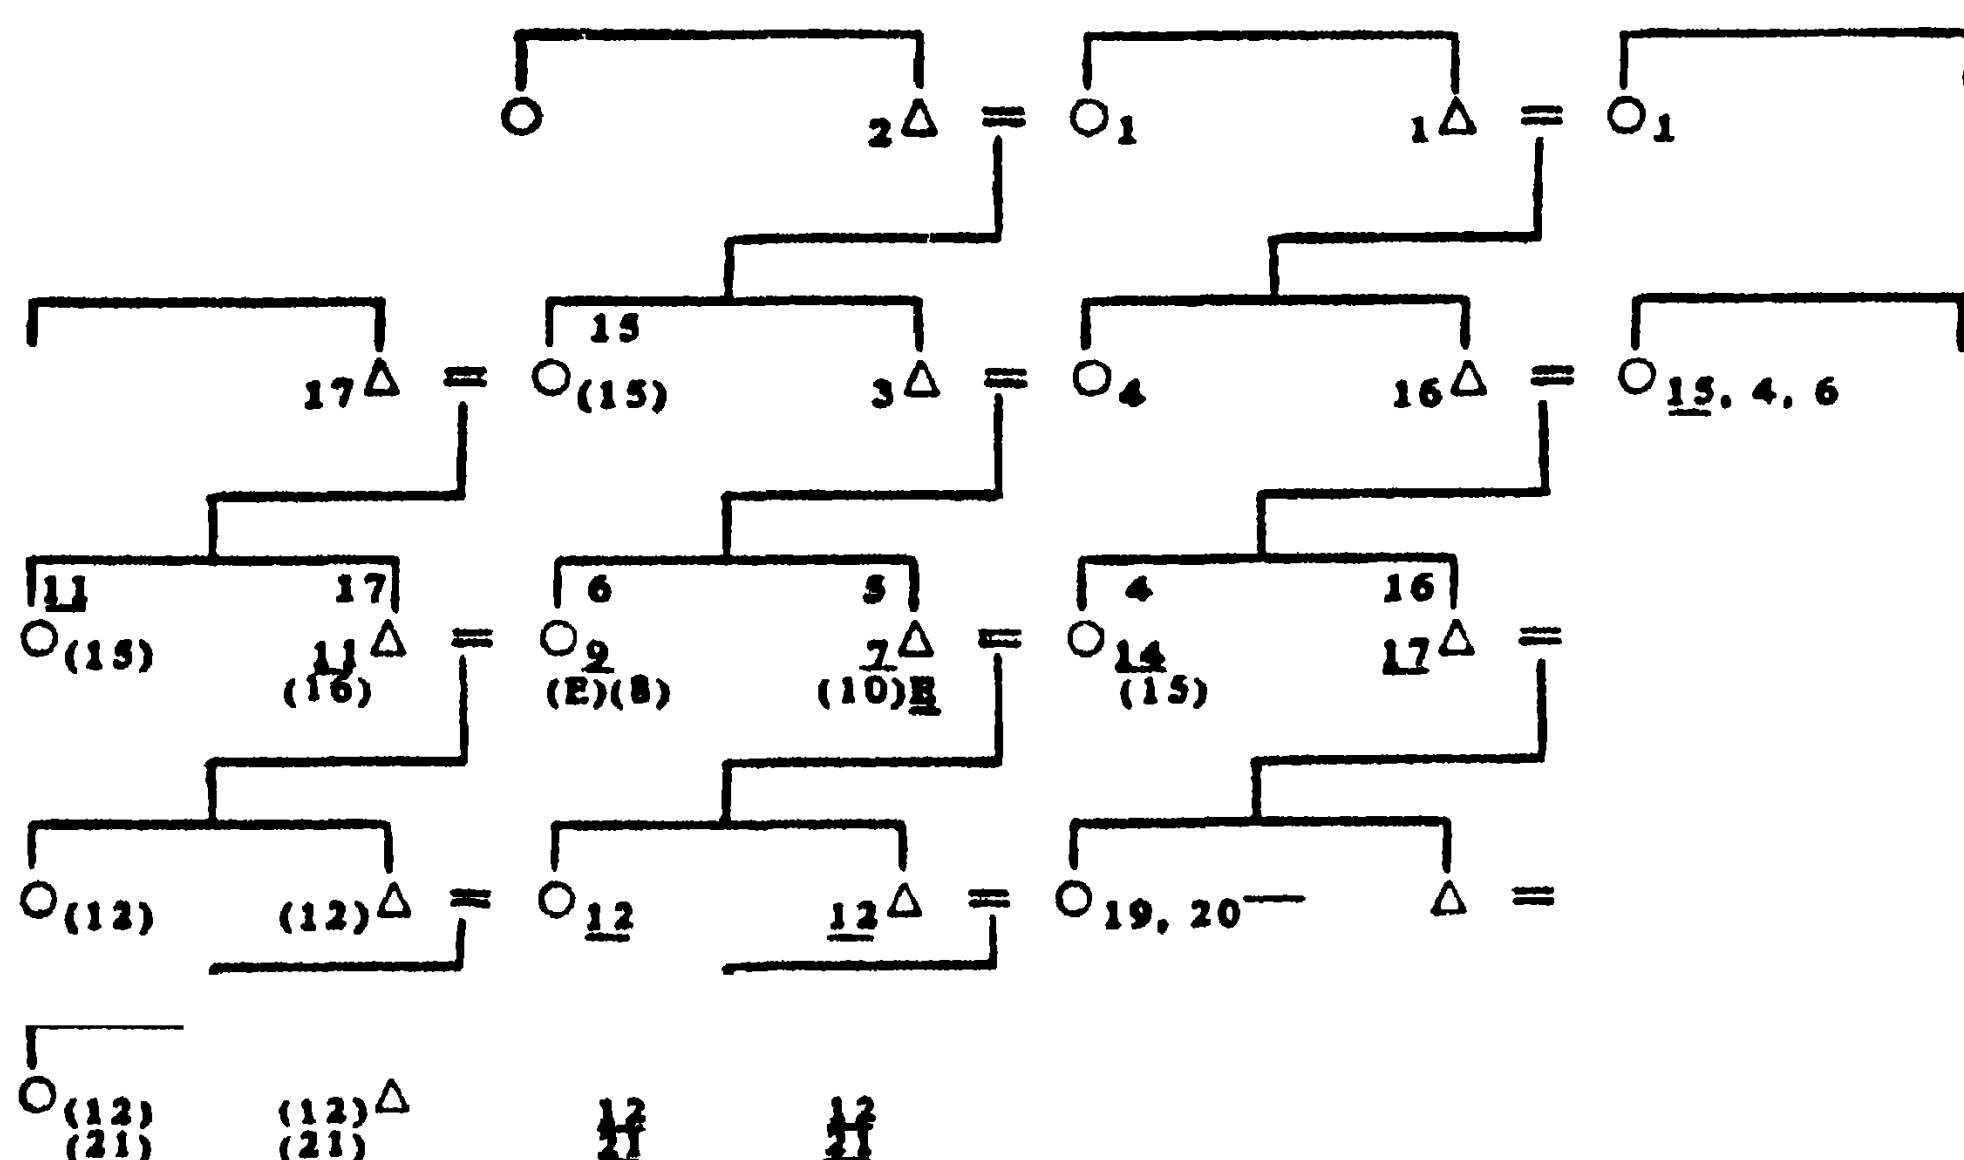 2 1 1 1
15
17 (15) 3 4 16 15, 4, 6
11 17 6 5 4 16
(15) 11 9 7 14 17
(16) (E)(8) (10)E (15)
(12) (12) 12 12 19, 20
(12) (12) 12 12
(21) (21) 21 21